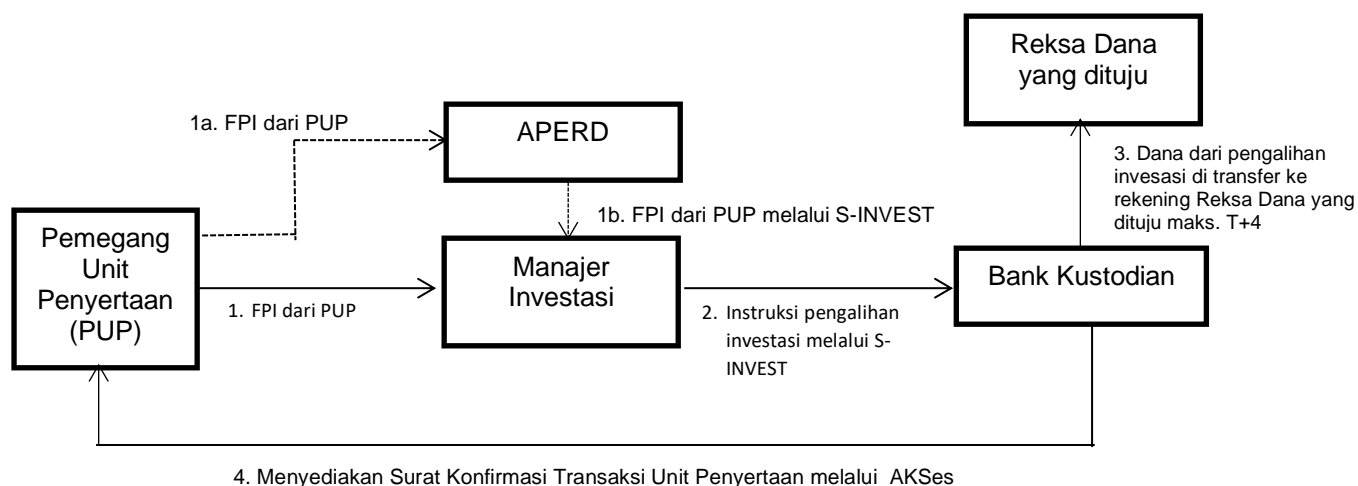 Reksa Dana
yang dituju
1a. FPI dari PUP
APERD
3. Dana dari pengalihan
invesasi di transfer ke
rekening Reksa Dana yang
dituju maks. T+4
1b. FPI dari PUP melalui S-INVEST
Pemegang
Unit
Penyertaan
(PUP)
Manajer
Investasi
Bank Kustodian
1. FPI dari PUP
2. Instruksi pengalihan
investasi melalui S-
INVEST
4. Menyediakan Surat Konfirmasi Transaksi Unit Penyertaan melalui AKSes